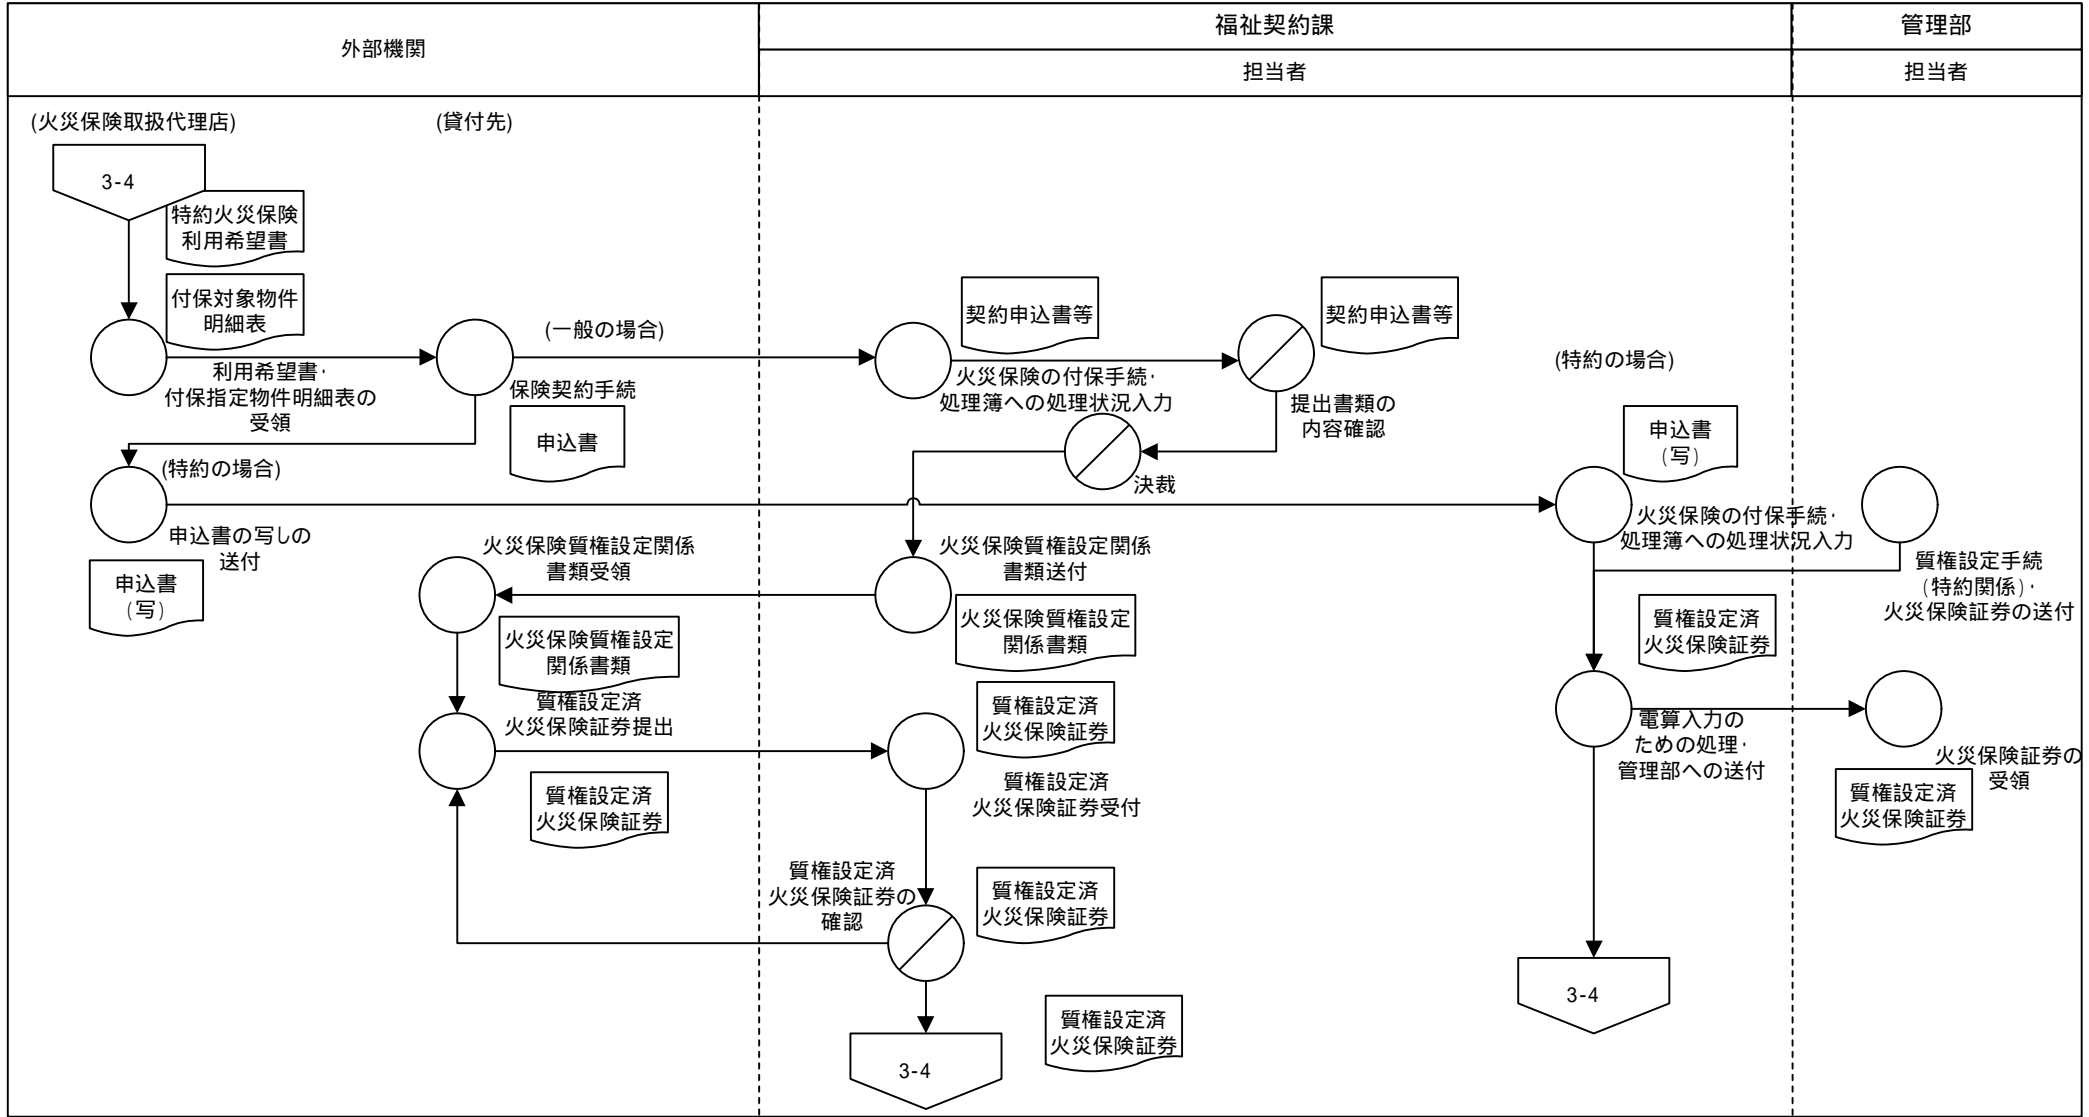 外部機関
福祉契約課
管理部
担当者
担当者
(火災保険取扱代理店)
(貸付先)
3-4
特約火災保険
利用希望書
付保対象物件
明細表
利用希望書・
付保指定物件明細表の
受領
(一般の場合)
保険契約手続
申込書
契約申込書等
火災保険の付保手続・
処理簿への処理状況入力
契約申込書等
提出書類の
内容確認
決裁
(特約の場合)
申込書の写しの
送付
申込書
(写)
(特約の場合)
申込書
(写)
火災保険の付保手続・
処理簿への処理状況入力
質権設定手続
(特約関係)・
火災保険証券の送付
火災保険質権設定関係
書類受領
火災保険質権設定
関係書類
火災保険質権設定関係
書類送付
火災保険質権設定
関係書類
質権設定済
火災保険証券
質権設定済
火災保険証券提出
質権設定済
火災保険証券
質権設定済
火災保険証券
質権設定済
火災保険証券受付
電算入力の
ための処理・
管理部への送付
火災保険証券の
受領
質権設定済
火災保険証券
質権設定済
火災保険証券の
確認
質権設定済
火災保険証券
3-4
質権設定済
火災保険証券
3-4